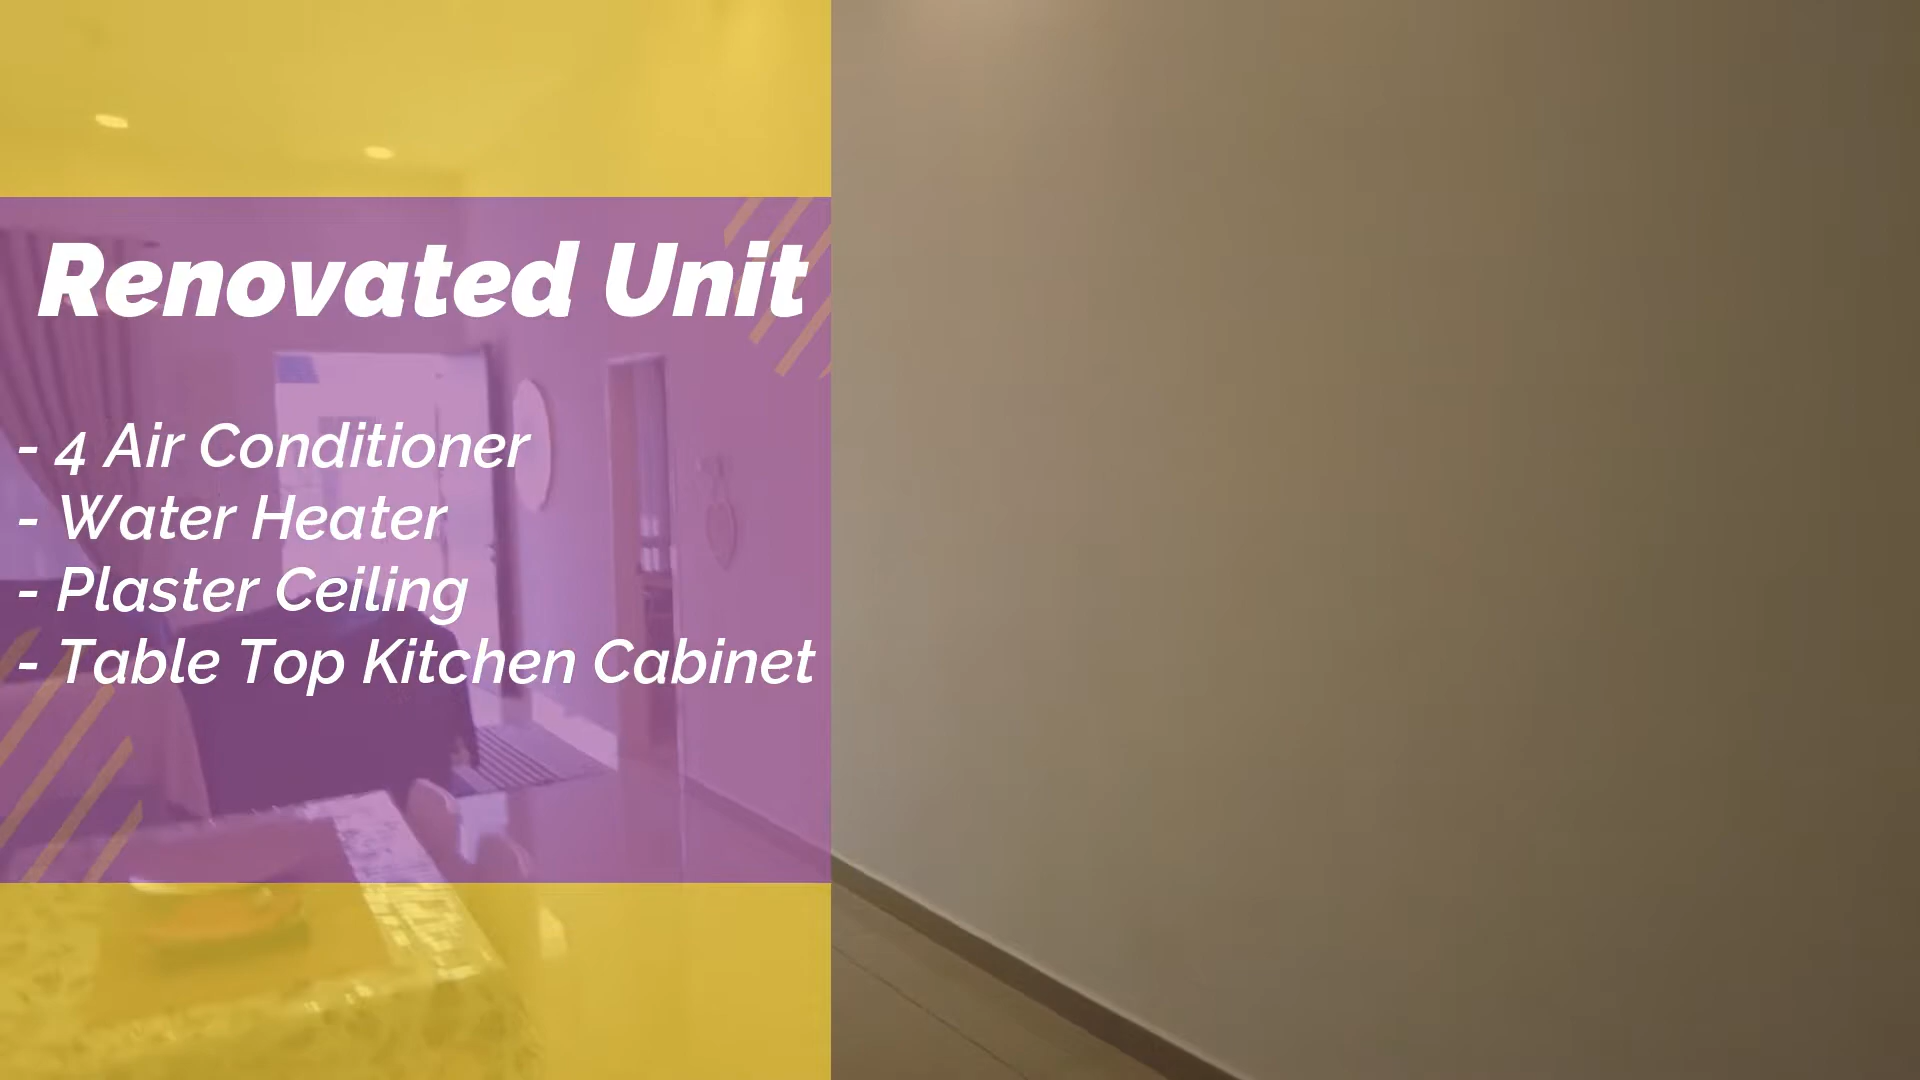 Renovated Unit
- 4 Air Conditioner
- Water Heater
- Plaster Ceiling
- Table Top Kitchen Cabinet